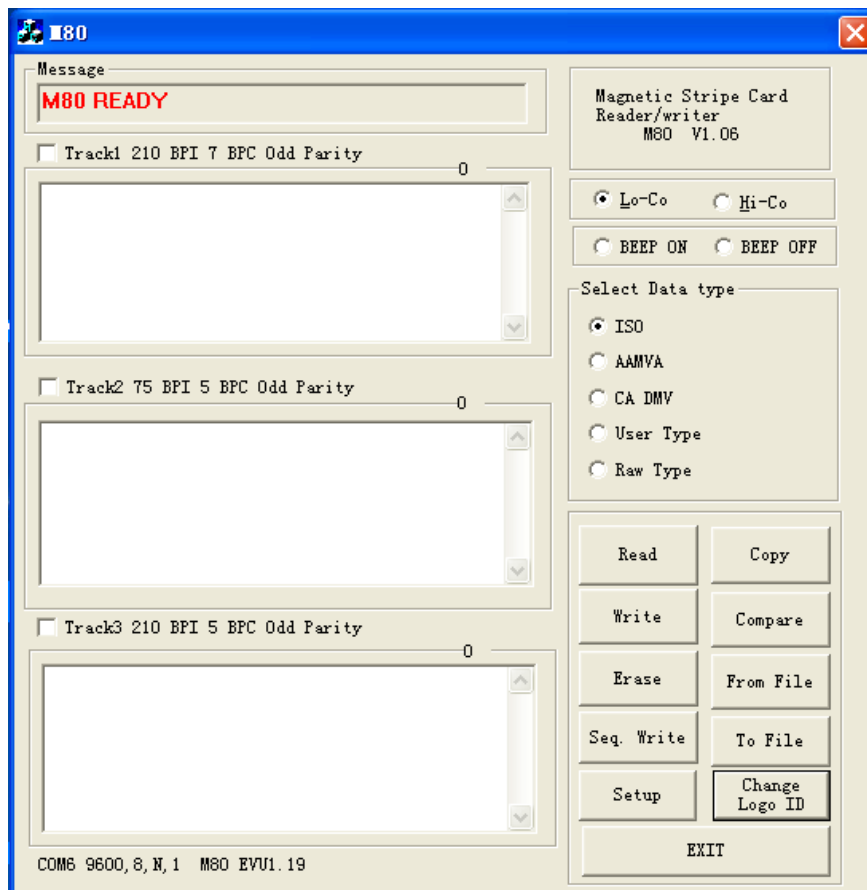 M80
Message
M80 READY
Magnetic Stripe Card
Reader/writer
M80 V1.06
Track1 210 BPI 7 BPC Odd Parity
0
Lo-Co
Hi-Co
BEEP ON
BEEP OFF
Select Data type
ISO
AAMVA
CA DMV
User Type
Raw Type
Track2 75 BPI 5 BPC Odd Parity
0
Track3 210 BPI 5 BPC Odd Parity
0
Read
Copy
Write
Compare
Erase
From File
Seq. Write
To File
Setup
Change
Logo ID
EXIT
COM6 9600,8,N,1 M80 EVU1.19